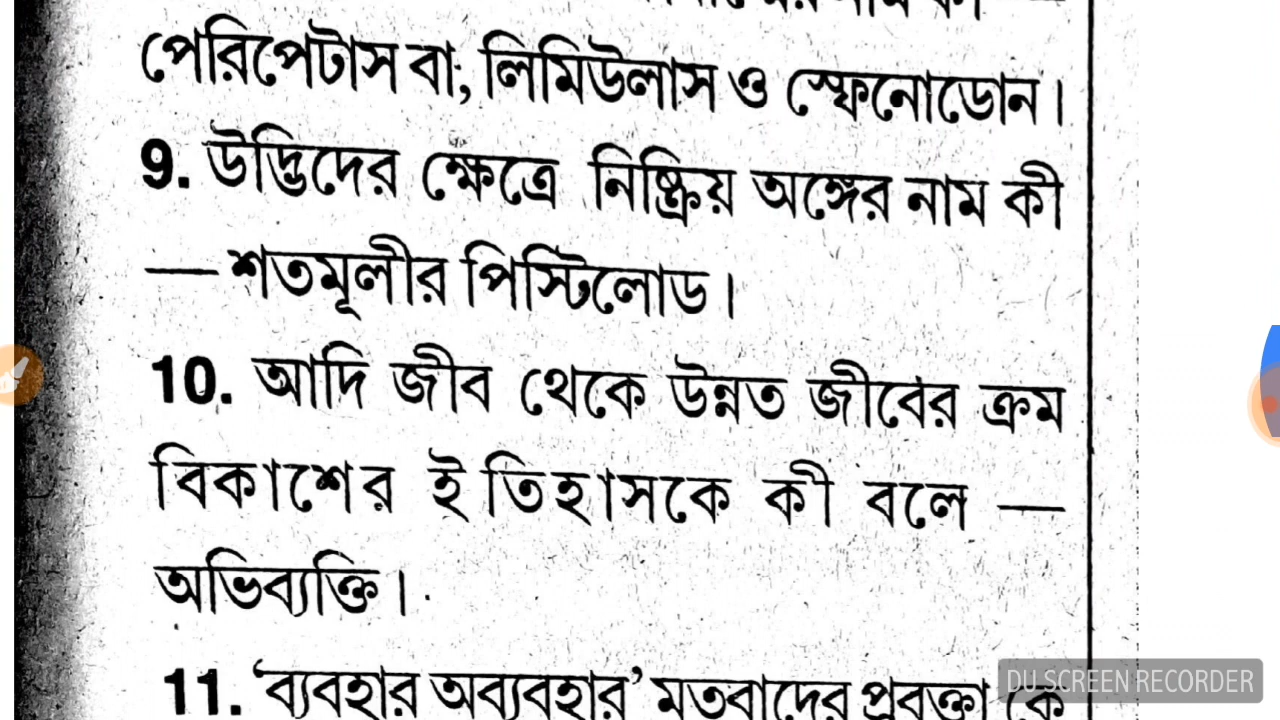 পেরিপেটাস বা, লিমিউলাস ও স্ফেনোডোন।
9. উদ্ভিদের ক্ষেত্রে নিষ্ক্রিয় অঙ্গের নাম কী
— শতমূলীর পিস্টিলোড।
10. আদি জীব থেকে উন্নত জীবের ক্রম
বিকাশের ইতিহাসকে কী বলে —
অভিব্যক্তি।
11. ‘ব্যবহার অব্যবহার’ মতবাদের প্রবক্তা কে
DU SCREEN RECORDER